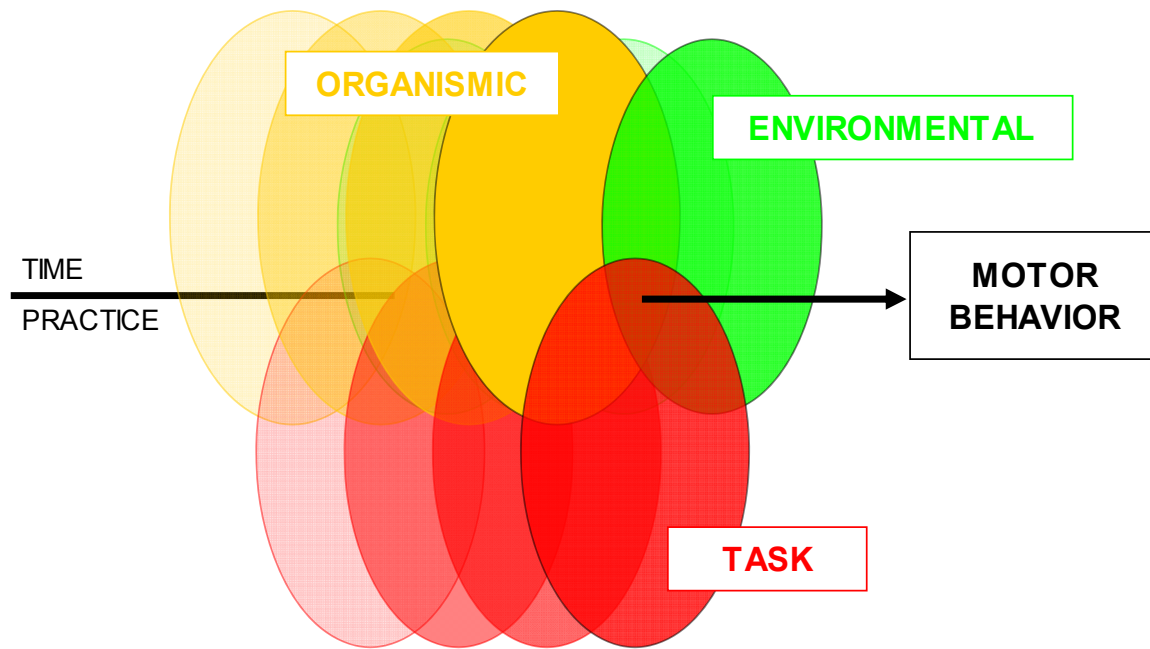 ORGANISMIC
ENVIRONMENTAL
TIME
PRACTICE
MOTOR
BEHAVIOR
TASK